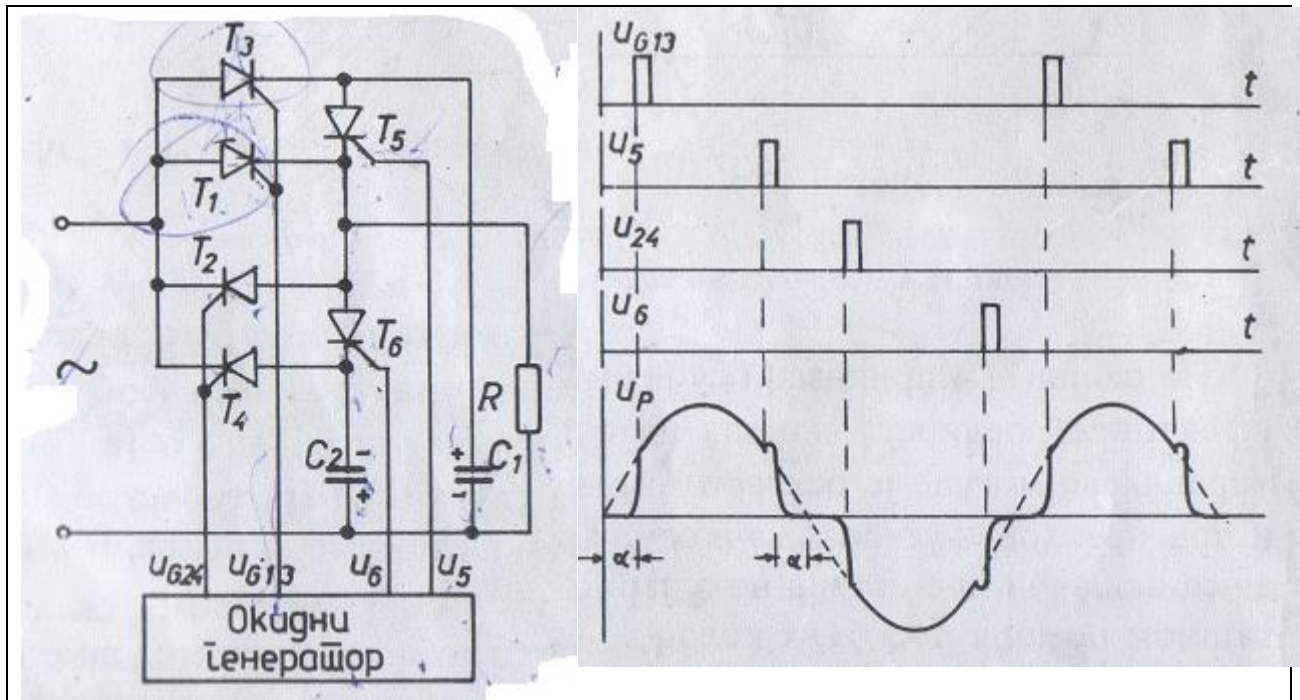 T3
T5
T1
T2
T6
T4
R
C2 - +
+ - C1
~
uG24 uG13 u6 u5
Окидни
генератор
uG13
t
u5
t
u24
t
u6
t
uP
α
α